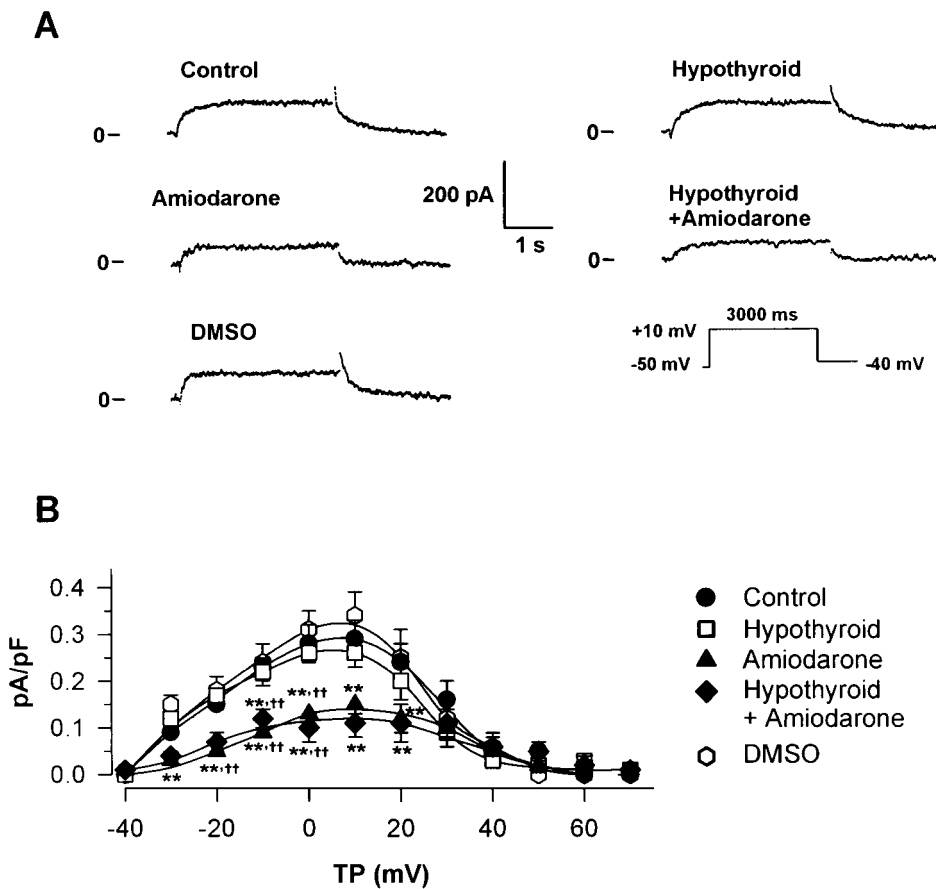 A
Control
0
Hypothyroid
0
Amiodarone
0
200 pA
1 s
Hypothyroid
+Amiodarone
0
DMSO
0
3000 ms
+10 mV
-50 mV
-40 mV
B
pA/pF
0.4
0.3
0.2
0.1
0.0
**,††
**,††
**
**
**
**,††
**,††
**,††
**
**
-40
-20
0
20
40
60
TP (mV)
Control
Hypothyroid
Amiodarone
Hypothyroid
+ Amiodarone
DMSO